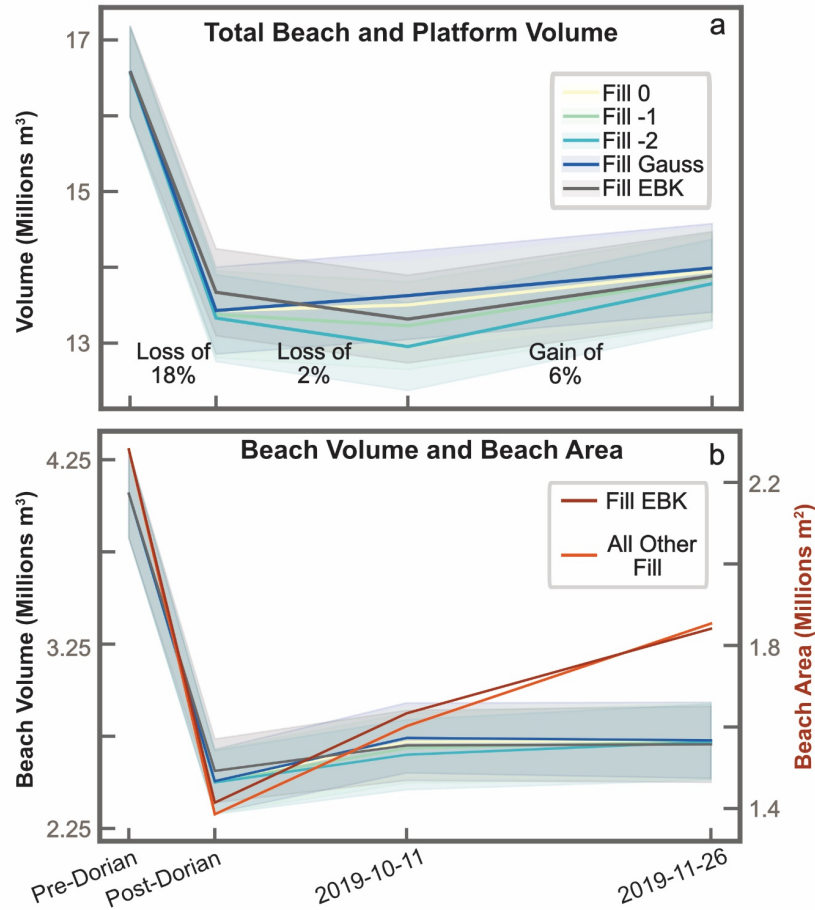 Total Beach and Platform Volume
a
17
15
13
Volume (Millions m³)
Fill 0
Fill -1
Fill -2
Fill Gauss
Fill EBK
Loss of
18%
Loss of
2%
Gain of
6%
Beach Volume and Beach Area
b
4.25
3.25
2.25
Beach Volume (Millions m³)
Fill EBK
All Other
Fill
2.2
1.8
1.4
Beach Area (Millions m²)
Pre-Dorian
Post-Dorian
2019-10-11
2019-11-26